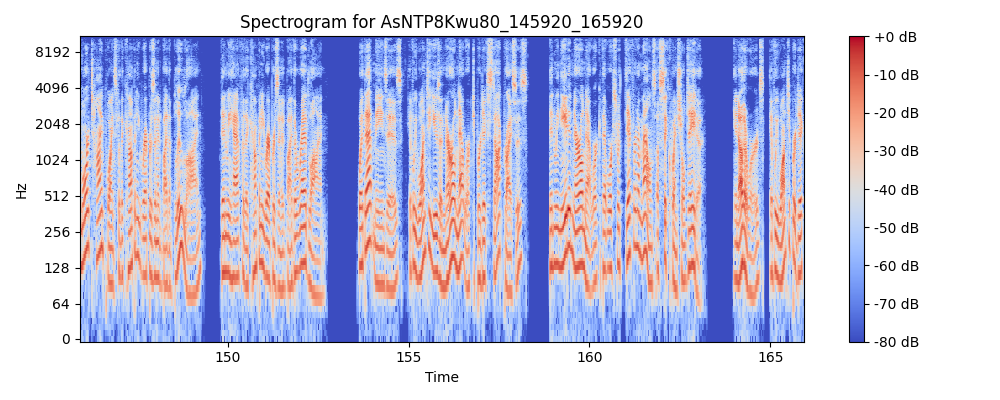 Spectrogram for AsNTP8Kwu80_145920_165920
8192
4096
2048
1024
512
256
128
64
0
Hz
150
155
160
165
Time
+0 dB
-10 dB
-20 dB
-30 dB
-40 dB
-50 dB
-60 dB
-70 dB
-80 dB